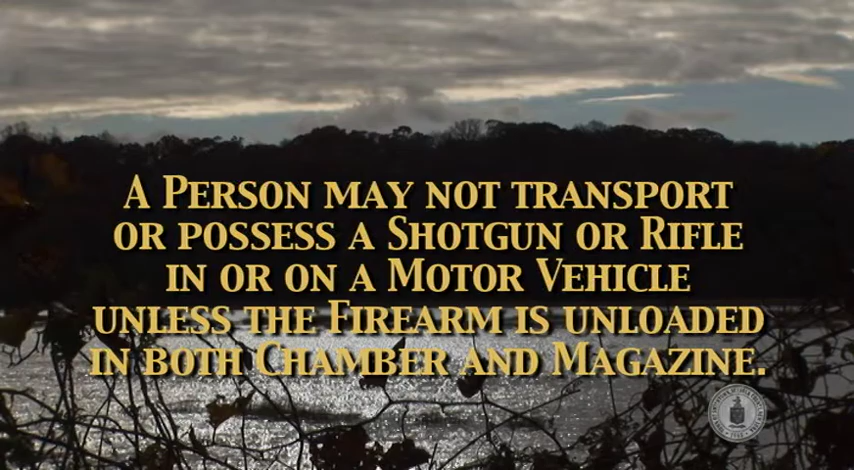 A Person may not transport
or possess a Shotgun or Rifle
in or on a Motor Vehicle
unless the Firearm is unloaded
in both Chamber and Magazine.